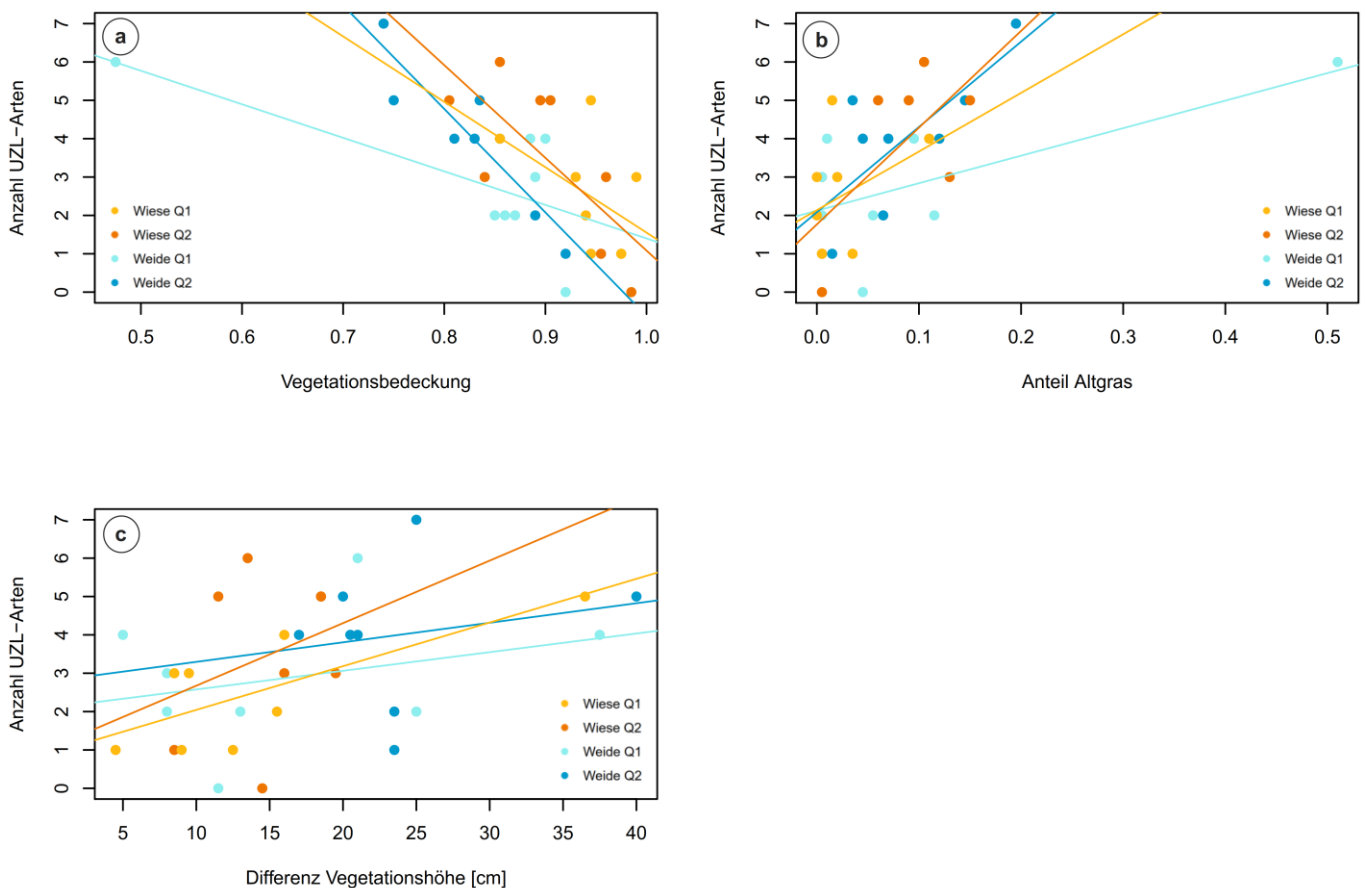 a
Anzahl UZL–Arten
7
6
5
4
3
2
1
0
Wiese Q1
Wiese Q2
Weide Q1
Weide Q2
0.5
0.6
0.7
0.8
0.9
1.0
Vegetationsbedeckung
b
Anzahl UZL–Arten
7
6
5
4
3
2
1
0
Wiese Q1
Wiese Q2
Weide Q1
Weide Q2
0.0
0.1
0.2
0.3
0.4
0.5
Anteil Altgras
c
Anzahl UZL–Arten
7
6
5
4
3
2
1
0
Wiese Q1
Wiese Q2
Weide Q1
Weide Q2
5
10
15
20
25
30
35
40
Differenz Vegetationshöhe [cm]